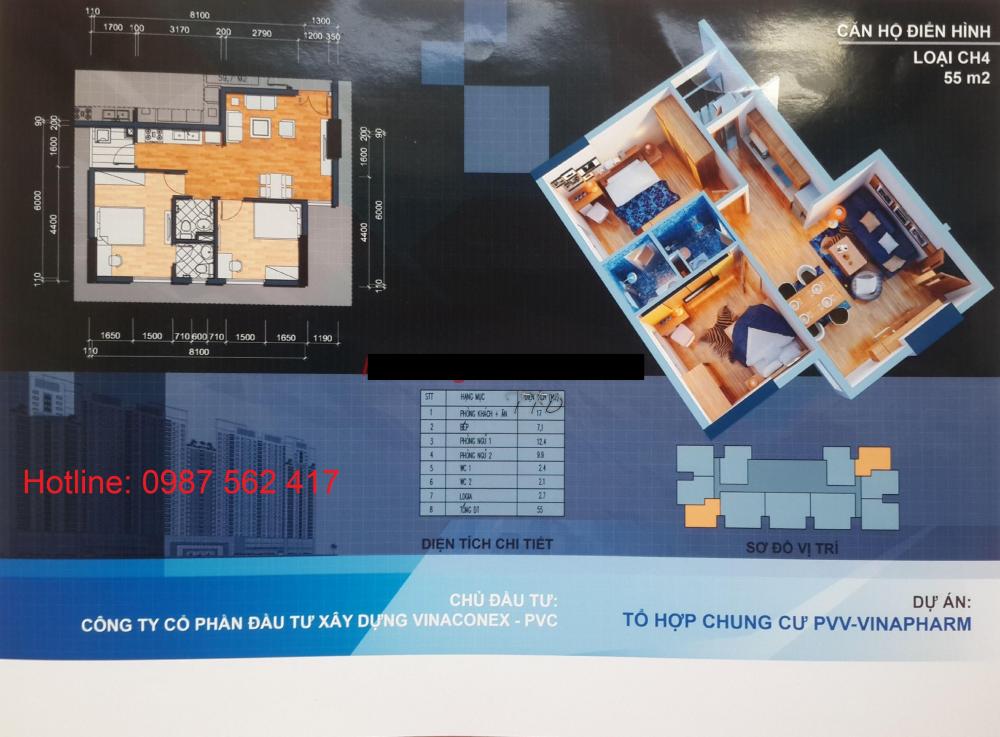 CĂN HỘ ĐIỂN HÌNH
LOẠI CH4
55 m2
110 8100 1300
1700 100 3170 200 2790 1200 350
59,7 M2
90 200 1600 6000 4400 110
200 90 1600 6000 4400 110
1650 1500 710 600 710 1500 1650 1190
110 8100
STT HẠNG MỤC
1 PHÒNG KHÁCH + ĂN 17
2 BẾP 7,1
3 PHÒNG NGỦ 1 12,4
4 PHÒNG NGỦ 2 9.9
5 WC 1 2.4
6 WC 2 2.1
7 LOGIA 2.7
8 TỔNG DT 55
Hotline: 0987 562 417
DIỆN TÍCH CHI TIẾT
SƠ ĐỒ VỊ TRÍ
CHỦ ĐẦU TƯ:
CÔNG TY CỔ PHẦN ĐẦU TƯ XÂY DỰNG VINACONEX - PVC
DỰ ÁN:
TỔ HỢP CHUNG CƯ PVV-VINAPHARM